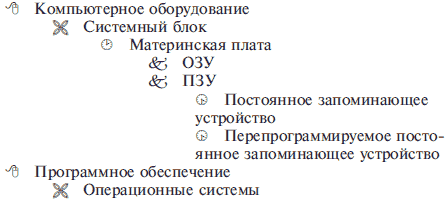 Компьютерное оборудование
Системный блок
Материнская плата
ОЗУ
ПЗУ
Постоянное запоминающее
устройство
Перепрограммируемое посто-
янное запоминающее устройство
Программное обеспечение
Операционные системы